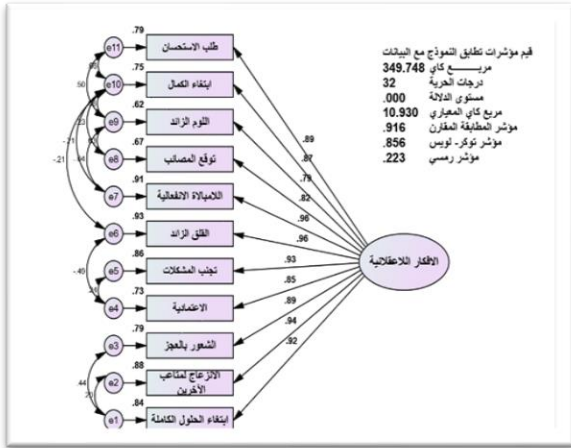 قيم مؤشرات تطابق النموذج مع البيانات
مربـــــع كاي 349.748
درجات الحرية 32
مستوى الدلالة .000
مربع كاي المعياري 10.930
مؤشر المطابقة المقارن .916
مؤشر توكر- لويس .856
مؤشر رمسي .223
.79
e11
طلب الاستحسان
.89
.75
e10
ابتغاء الكمال
.87
.50
.62
e9
اللوم الزائد
.79
.67
e8
توقع المصائب
.82
-.21
.91
e7
اللامبالاة الانفعالية
.96
.93
e6
القلق الزائد
.96
.86
e5
تجنب المشكلات
.93
-.49
.73
e4
الاعتمادية
.85
.79
e3
الشعور بالعجز
.89
.44
.88
e2
الانزعاج لمتاعب
الآخرين
.94
.84
e1
ابتغاء الحلول الكاملة
.92
الافكار اللاعقلانية